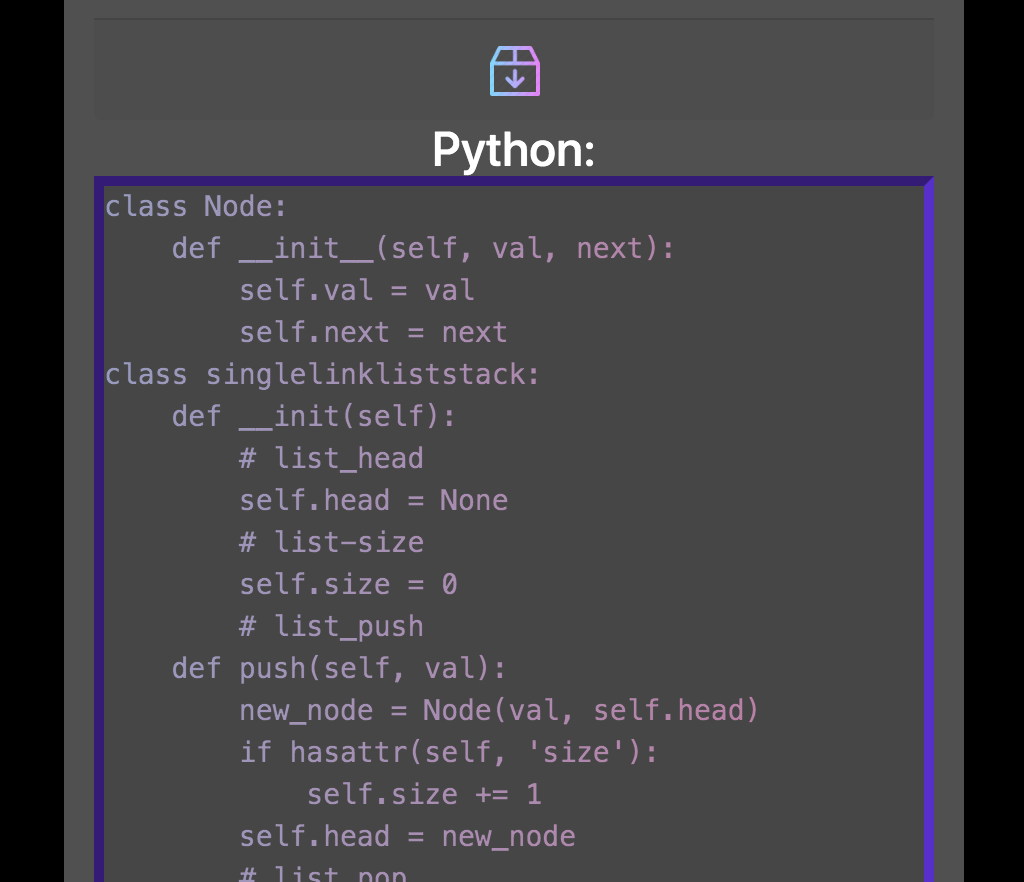 Python:
class Node:
    def __init__(self, val, next):
        self.val = val
        self.next = next
class singlelinkliststack:
    def __init(self):
        # list_head
        self.head = None
        # list-size
        self.size = 0
        # list_push
    def push(self, val):
        new_node = Node(val, self.head)
        if hasattr(self, 'size'):
            self.size += 1
        self.head = new_node
        # list_pop